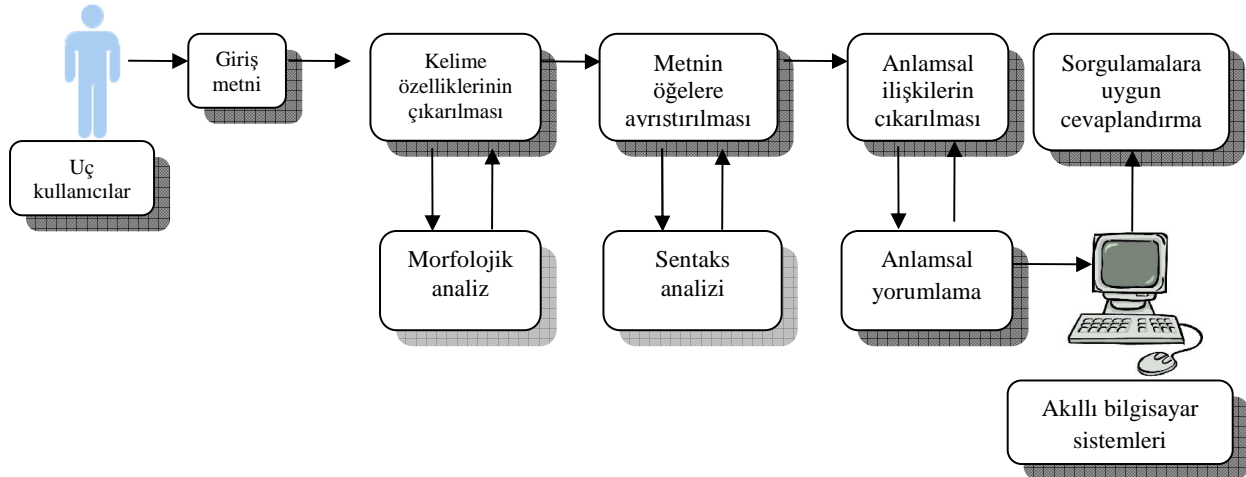 Uç
kullanıcılar
Giriş
metni
Kelime
özelliklerinin
çıkarılması
Metnin
öğelere
ayrıştırılması
Anlamsal
ilişkilerin
çıkarılması
Sorgulamalara
uygun
cevaplandırma
Morfolojik
analiz
Sentaks
analizi
Anlamsal
yorumlama
Akıllı bilgisayar
sistemleri